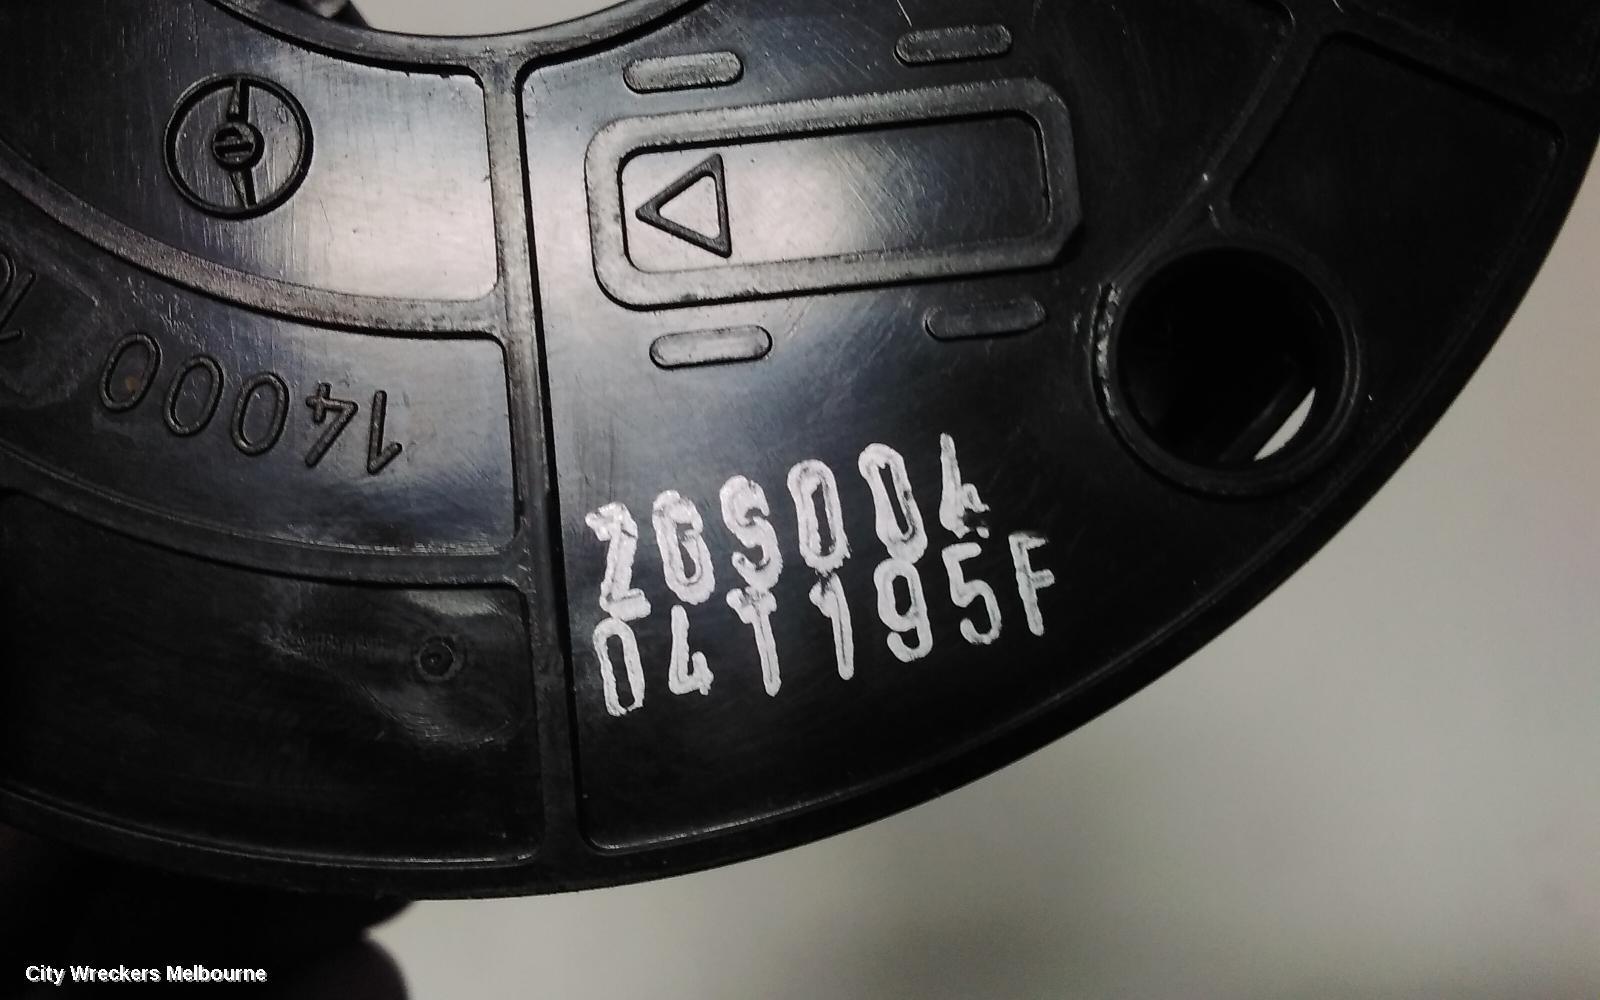 14000
ZGS004
04T195F
City Wreckers Melbourne